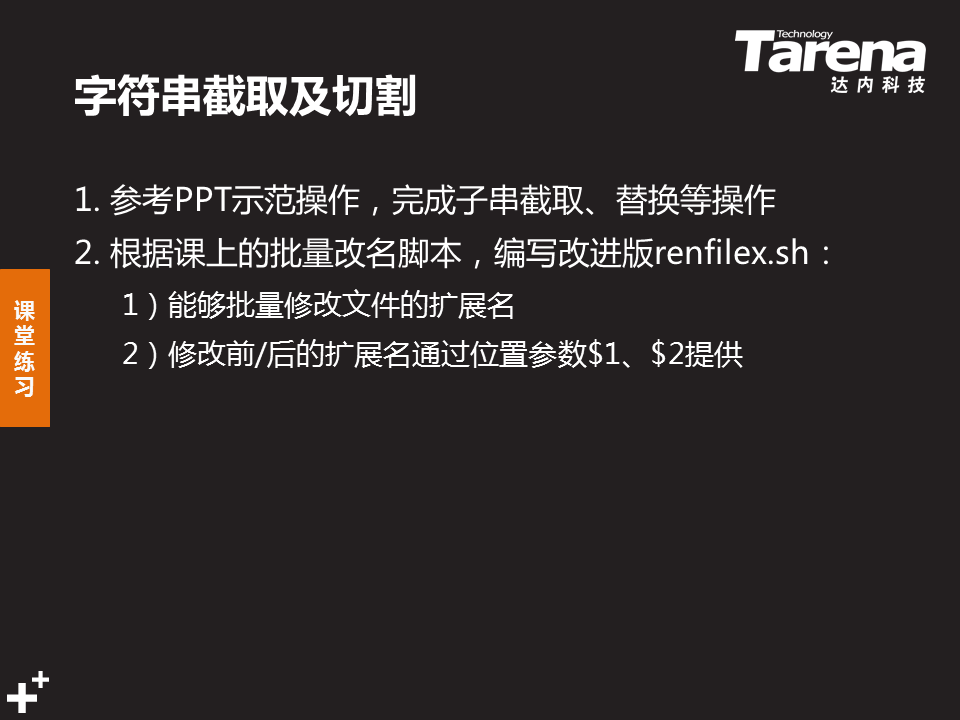 Technology
Tarena
达内科技
字符串截取及切割
1. 参考PPT示范操作，完成子串截取、替换等操作
2. 根据课上的批量改名脚本，编写改进版renfilex.sh：
1）能够批量修改文件的扩展名
2）修改前/后的扩展名通过位置参数$1、$2提供
课堂练习